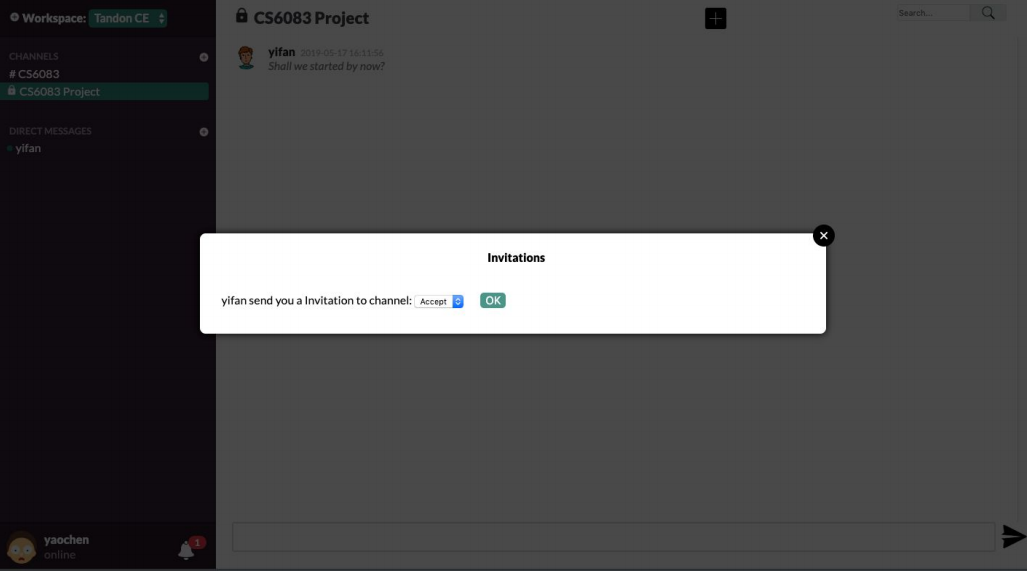 Workspace: Tandon CE
CHANNELS
# CS6083
CS6083 Project
DIRECT MESSAGES
yifan
yaochen
online
1
CS6083 Project
Search...
yifan 2019-05-17 16:11:56
Shall we started by now?
Invitations
yifan send you a Invitation to channel: Accept OK